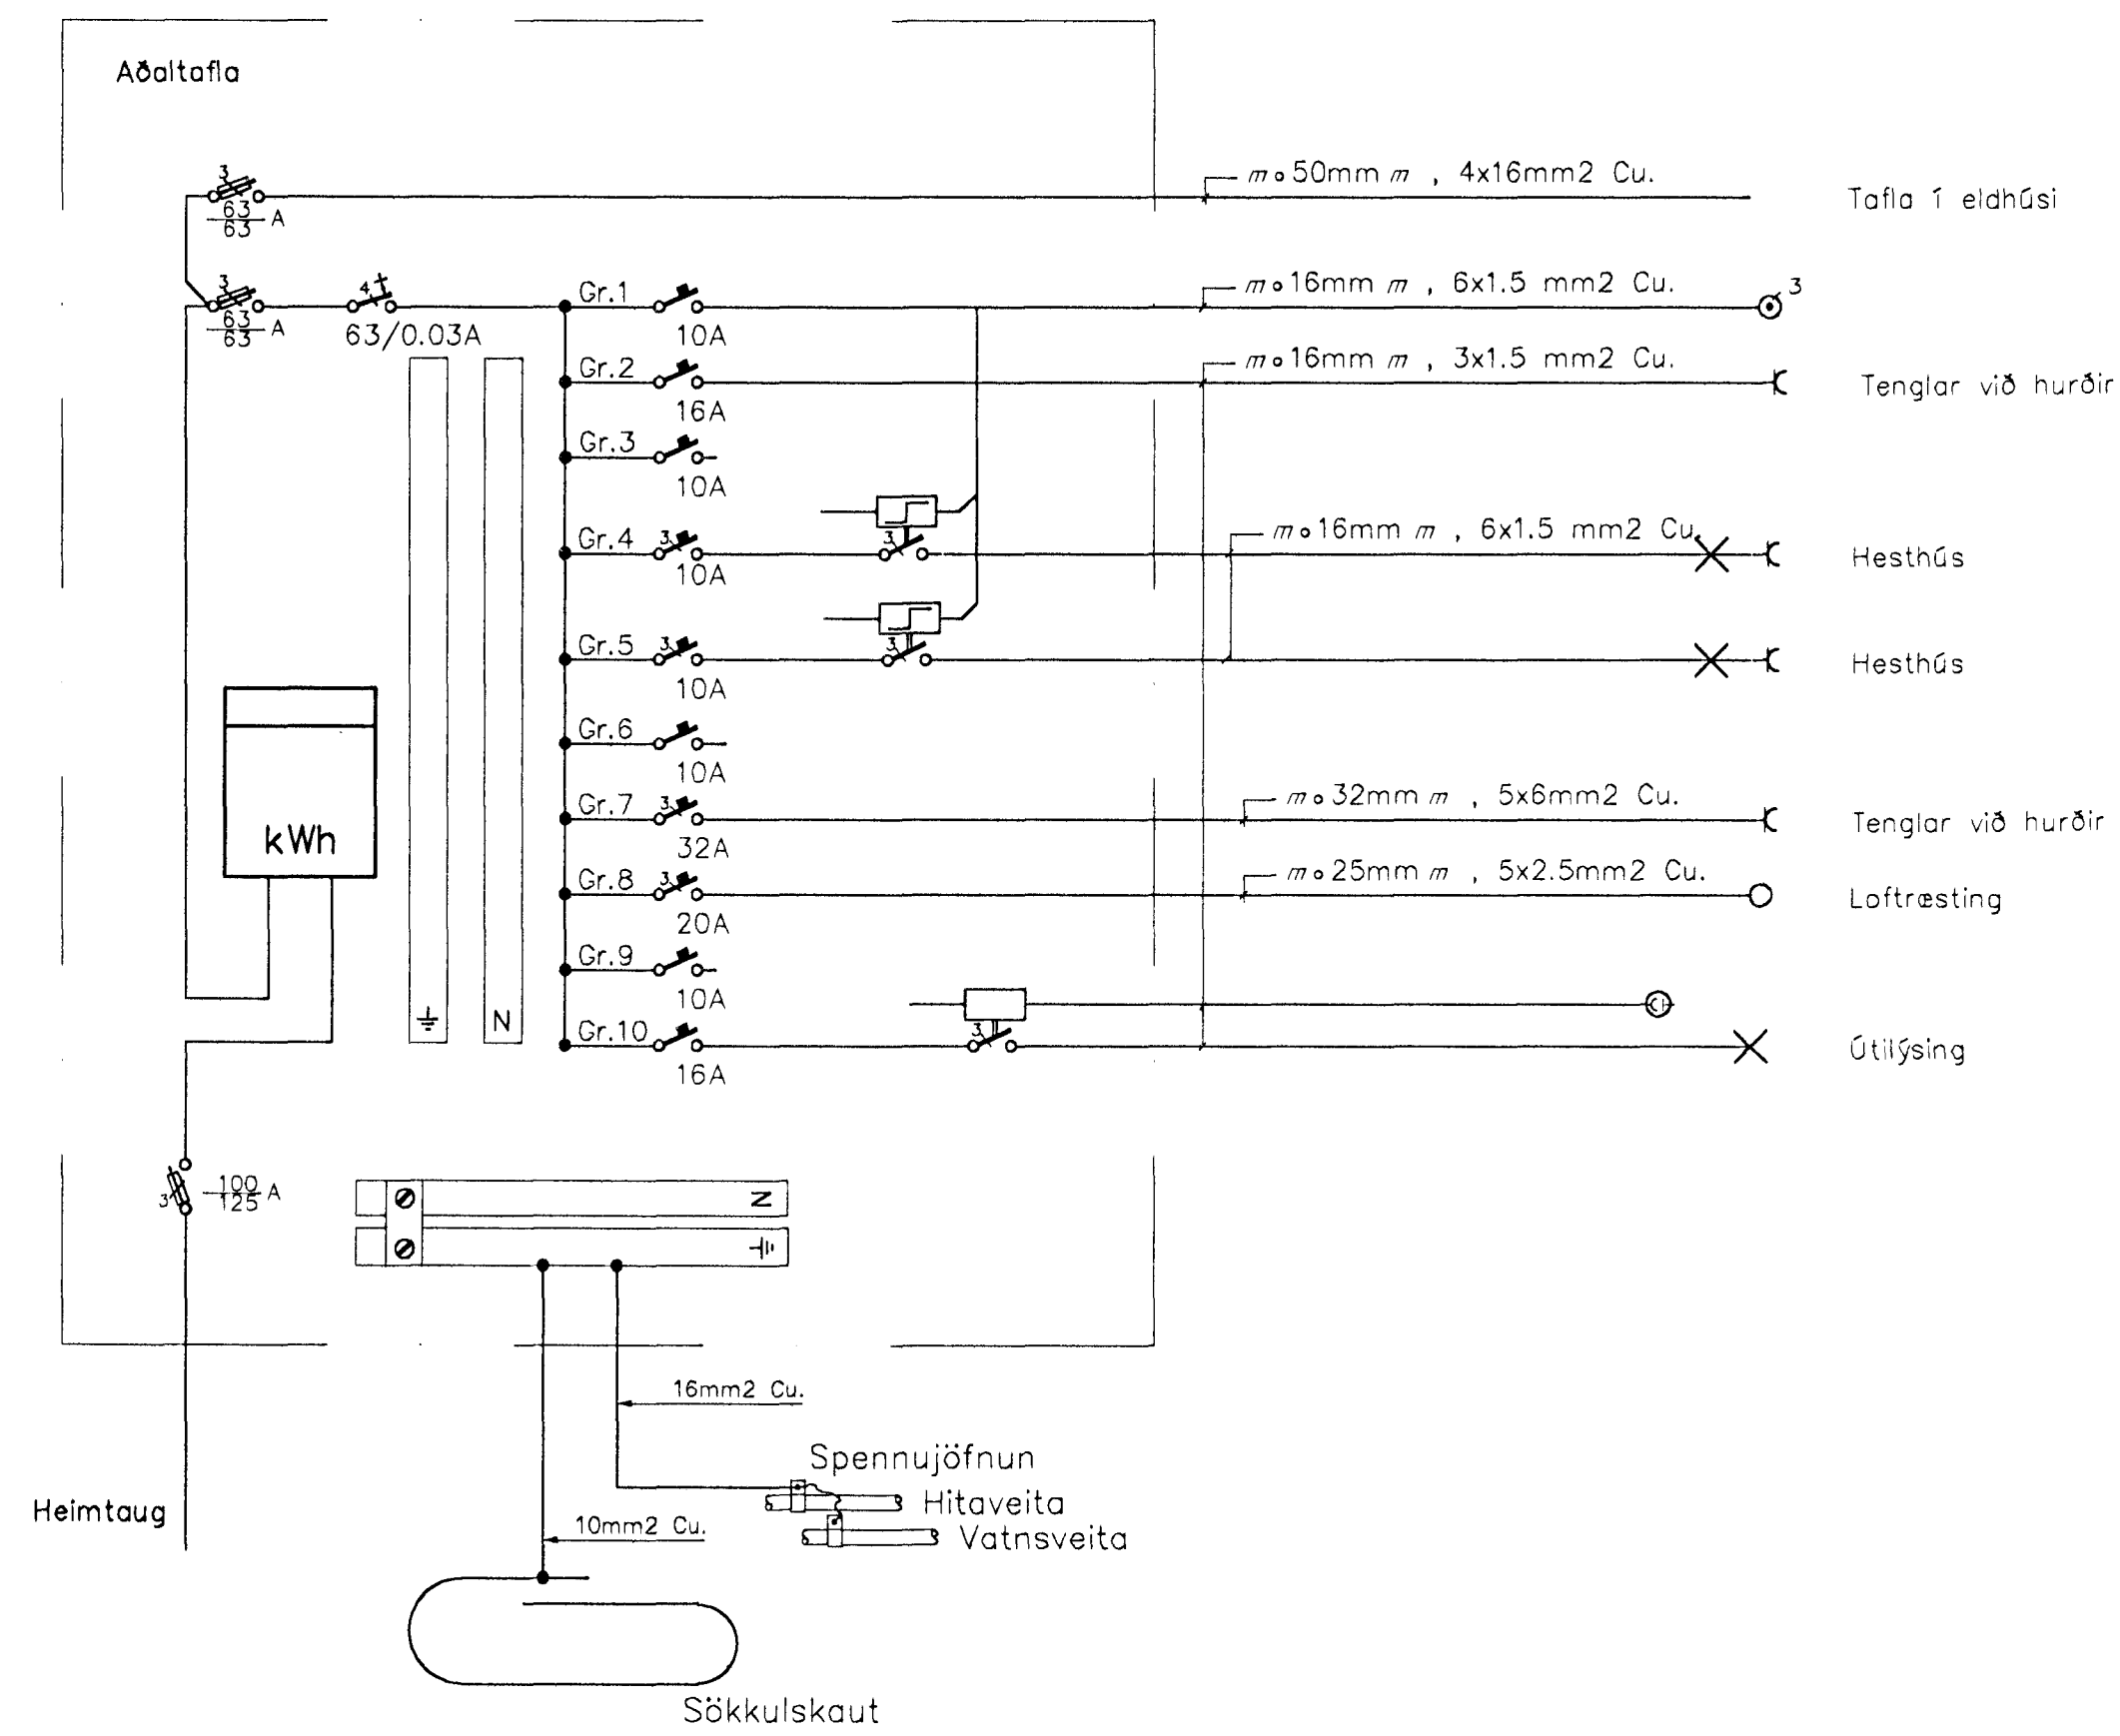 Aðaltafla
3
63
63 A
m ∘ 50mm m , 4x16mm2 Cu.
Tafla í eldhúsi
3
63
63 A
4
63/0.03A
Gr.1
10A
m ∘ 16mm m , 6x1.5 mm2 Cu.
3
Gr.2
16A
m ∘ 16mm m , 3x1.5 mm2 Cu.
Tenglar við hurðir
Gr.3
10A
Gr.4
3
10A
3
m ∘ 16mm m , 6x1.5 mm2 Cu.
Hesthús
Gr.5
3
10A
3
Hesthús
Gr.6
10A
Gr.7
3
32A
m ∘ 32mm m , 5x6mm2 Cu.
Tenglar við hurðir
kWh
Gr.8
3
20A
m ∘ 25mm m , 5x2.5mm2 Cu.
Loftræsting
Gr.9
10A
N
Gr.10
16A
3
Útilýsing
3
100
125 A
N
16mm2 Cu.
Spennujöfnun
Hitaveita
Vatnsveita
Heimtaug
10mm2 Cu.
Sökkulskaut